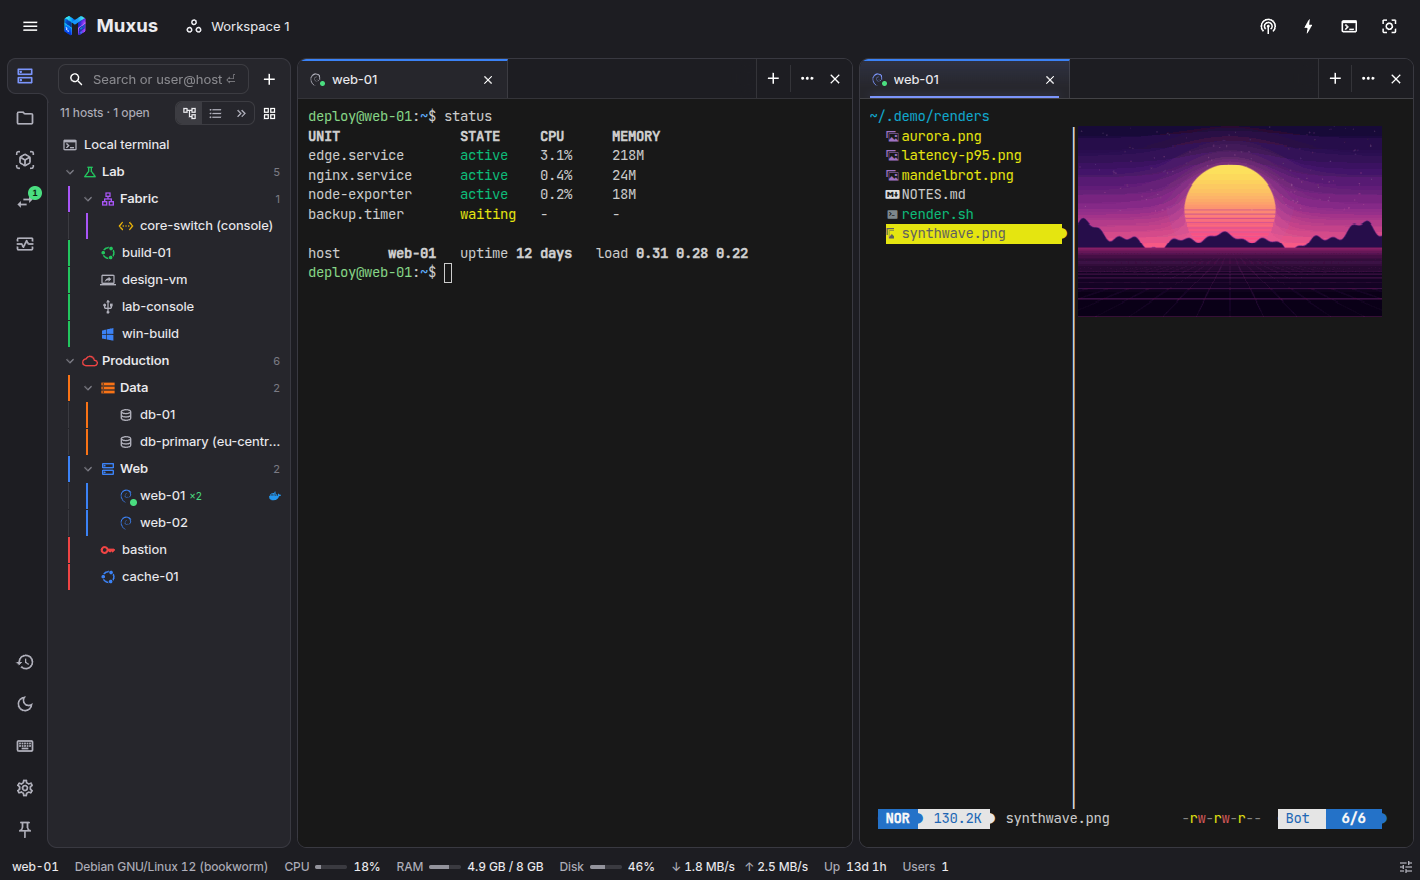 Muxus
Workspace 1
Search or user@host
11 hosts · 1 open
1
Local terminal
Lab 5
Fabric 1
core-switch (console)
build-01
design-vm
lab-console
win-build
Production 6
Data 2
db-01
db-primary (eu-centr...
Web 2
web-01 ×2
web-02
bastion
cache-01
web-01
deploy@web-01:~$ status
UNIT STATE CPU MEMORY
edge.service active 3.1% 218M
nginx.service active 0.4% 24M
node-exporter active 0.2% 18M
backup.timer waiting - -
host web-01 uptime 12 days load 0.31 0.28 0.22
deploy@web-01:~$
web-01
~/.demo/renders
aurora.png
latency-p95.png
mandelbrot.png
NOTES.md
render.sh
synthwave.png
NOR 130.2K synthwave.png -rw-rw-r-- Bot 6/6
web-01 Debian GNU/Linux 12 (bookworm) CPU 18% RAM 4.9 GB / 8 GB Disk 46% ↓ 1.8 MB/s ↑ 2.5 MB/s Up 13d 1h Users 1